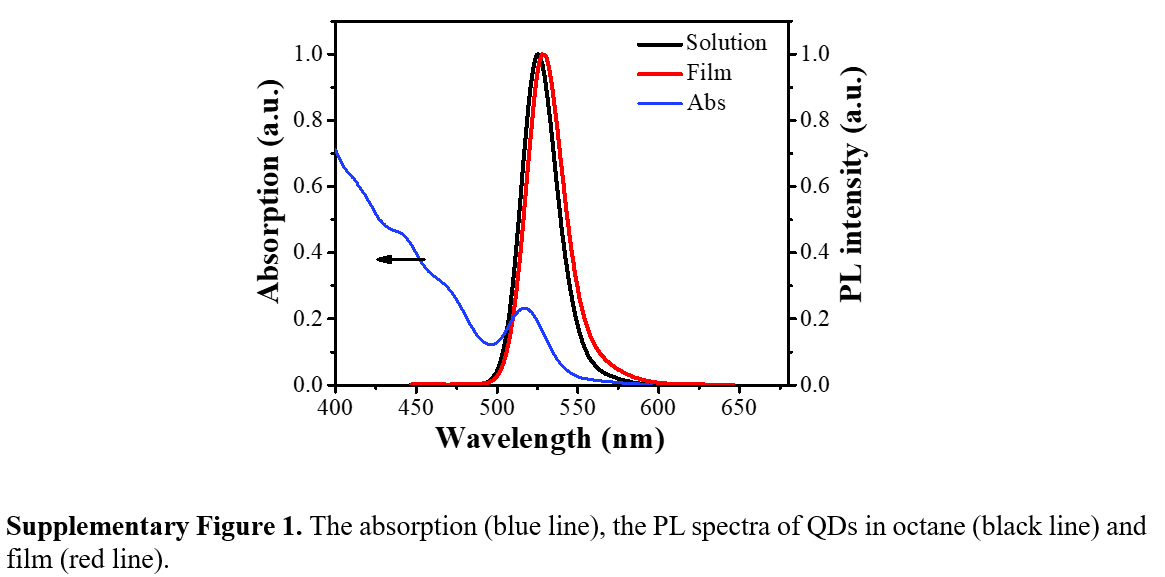 Solution
Film
Abs
Absorption (a.u.)
1.0
0.8
0.6
0.4
0.2
0.0
1.0
0.8
0.6
0.4
0.2
0.0
PL intensity (a.u.)
400 450 500 550 600 650
Wavelength (nm)
Supplementary Figure 1. The absorption (blue line), the PL spectra of QDs in octane (black line) and
film (red line).